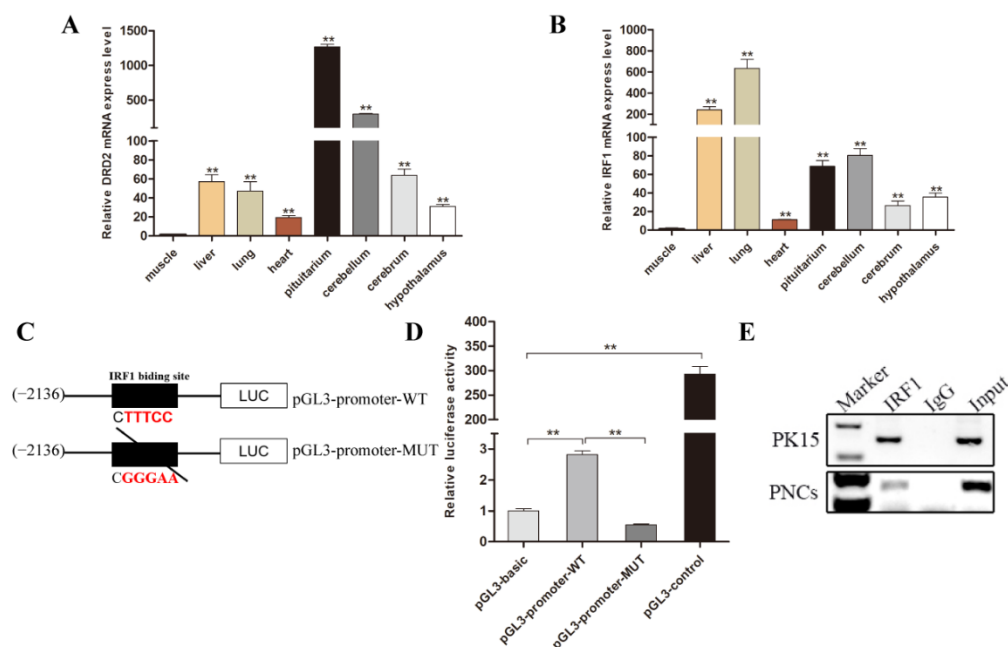 A
Relative DRD2 mRNA express level
1500
1000
500
100
80
60
40
20
0
**
**
**
**
**
**
**
muscle
liver
lung
heart
pituitarium
cerebellum
cerebrum
hypothalamus
B
Relative IRF1 mRNA express level
1000
800
600
400
200
80
60
40
20
0
**
**
**
**
**
**
**
muscle
liver
lung
heart
pituitarium
cerebellum
cerebrum
hypothalamus
C
IRF1 biding site
(−2136)
LUC
pGL3-promoter-WT
CTTTCC
(−2136)
LUC
pGL3-promoter-MUT
CGGGAA
D
Relative luciferase activity
400
350
300
250
200
3
2
1
0
**
**
**
pGL3-basic
pGL3-promoter-WT
pGL3-promoter-MUT
pGL3-control
E
Marker
IRF1
IgG
Input
PK15
PNCs